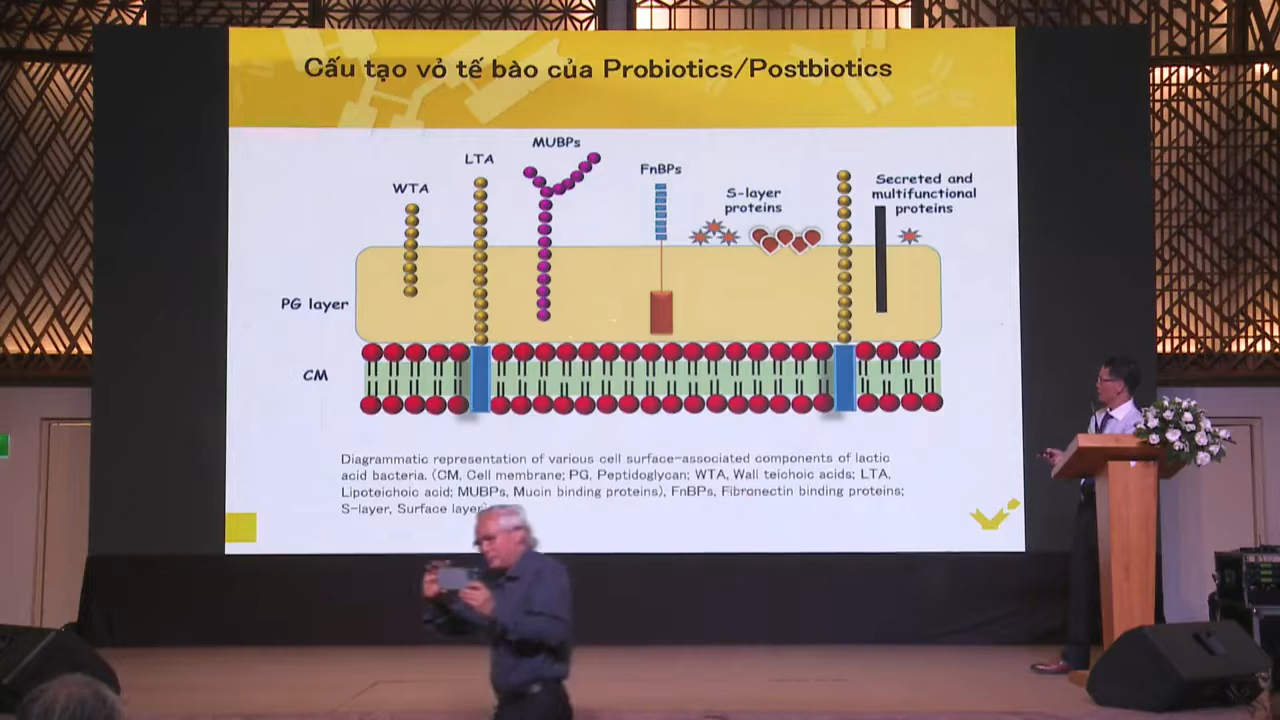 Cấu tạo vỏ tế bào của Probiotics/Postbiotics
MUBPs
LTA
FnBPs
WTA
S-layer
proteins
Secreted and
multifunctional
proteins
PG layer
CM
Diagrammatic representation of various cell surface-associated components of lactic
acid bacteria. (CM, Cell membrane; PG, Peptidoglycan; WTA, Wall teichoic acids; LTA,
Lipoteichoic acid; MUBPs, Mucin binding proteins), FnBPs, Fibronectin binding proteins;
S-layer, Surface layer